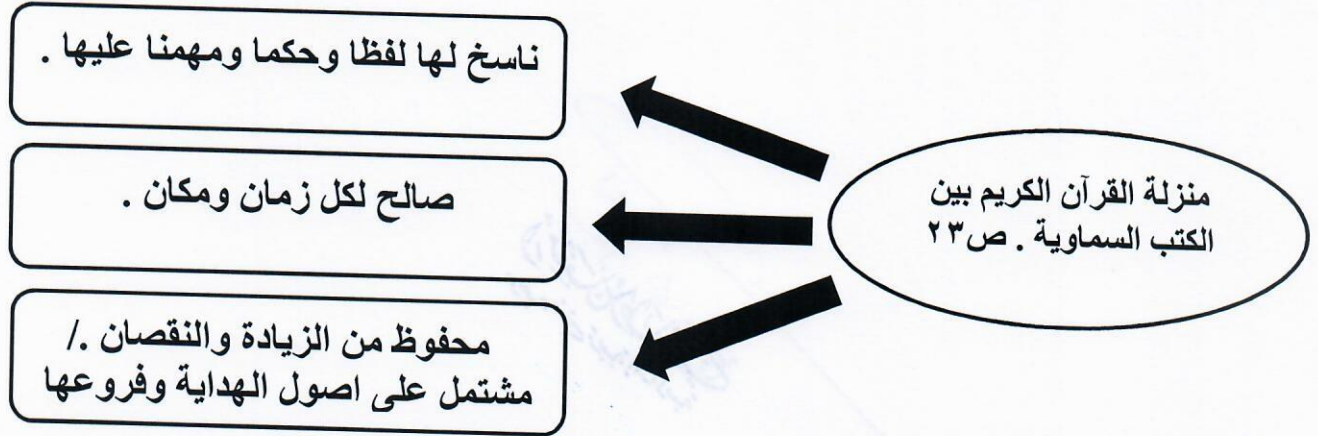 منزلة القرآن الكريم بين
الكتب السماوية . ص٢٣
ناسخ لها لفظا وحكما ومهمنا عليها .
صالح لكل زمان ومكان .
محفوظ من الزيادة والنقصان ./
مشتمل على اصول الهداية وفروعها